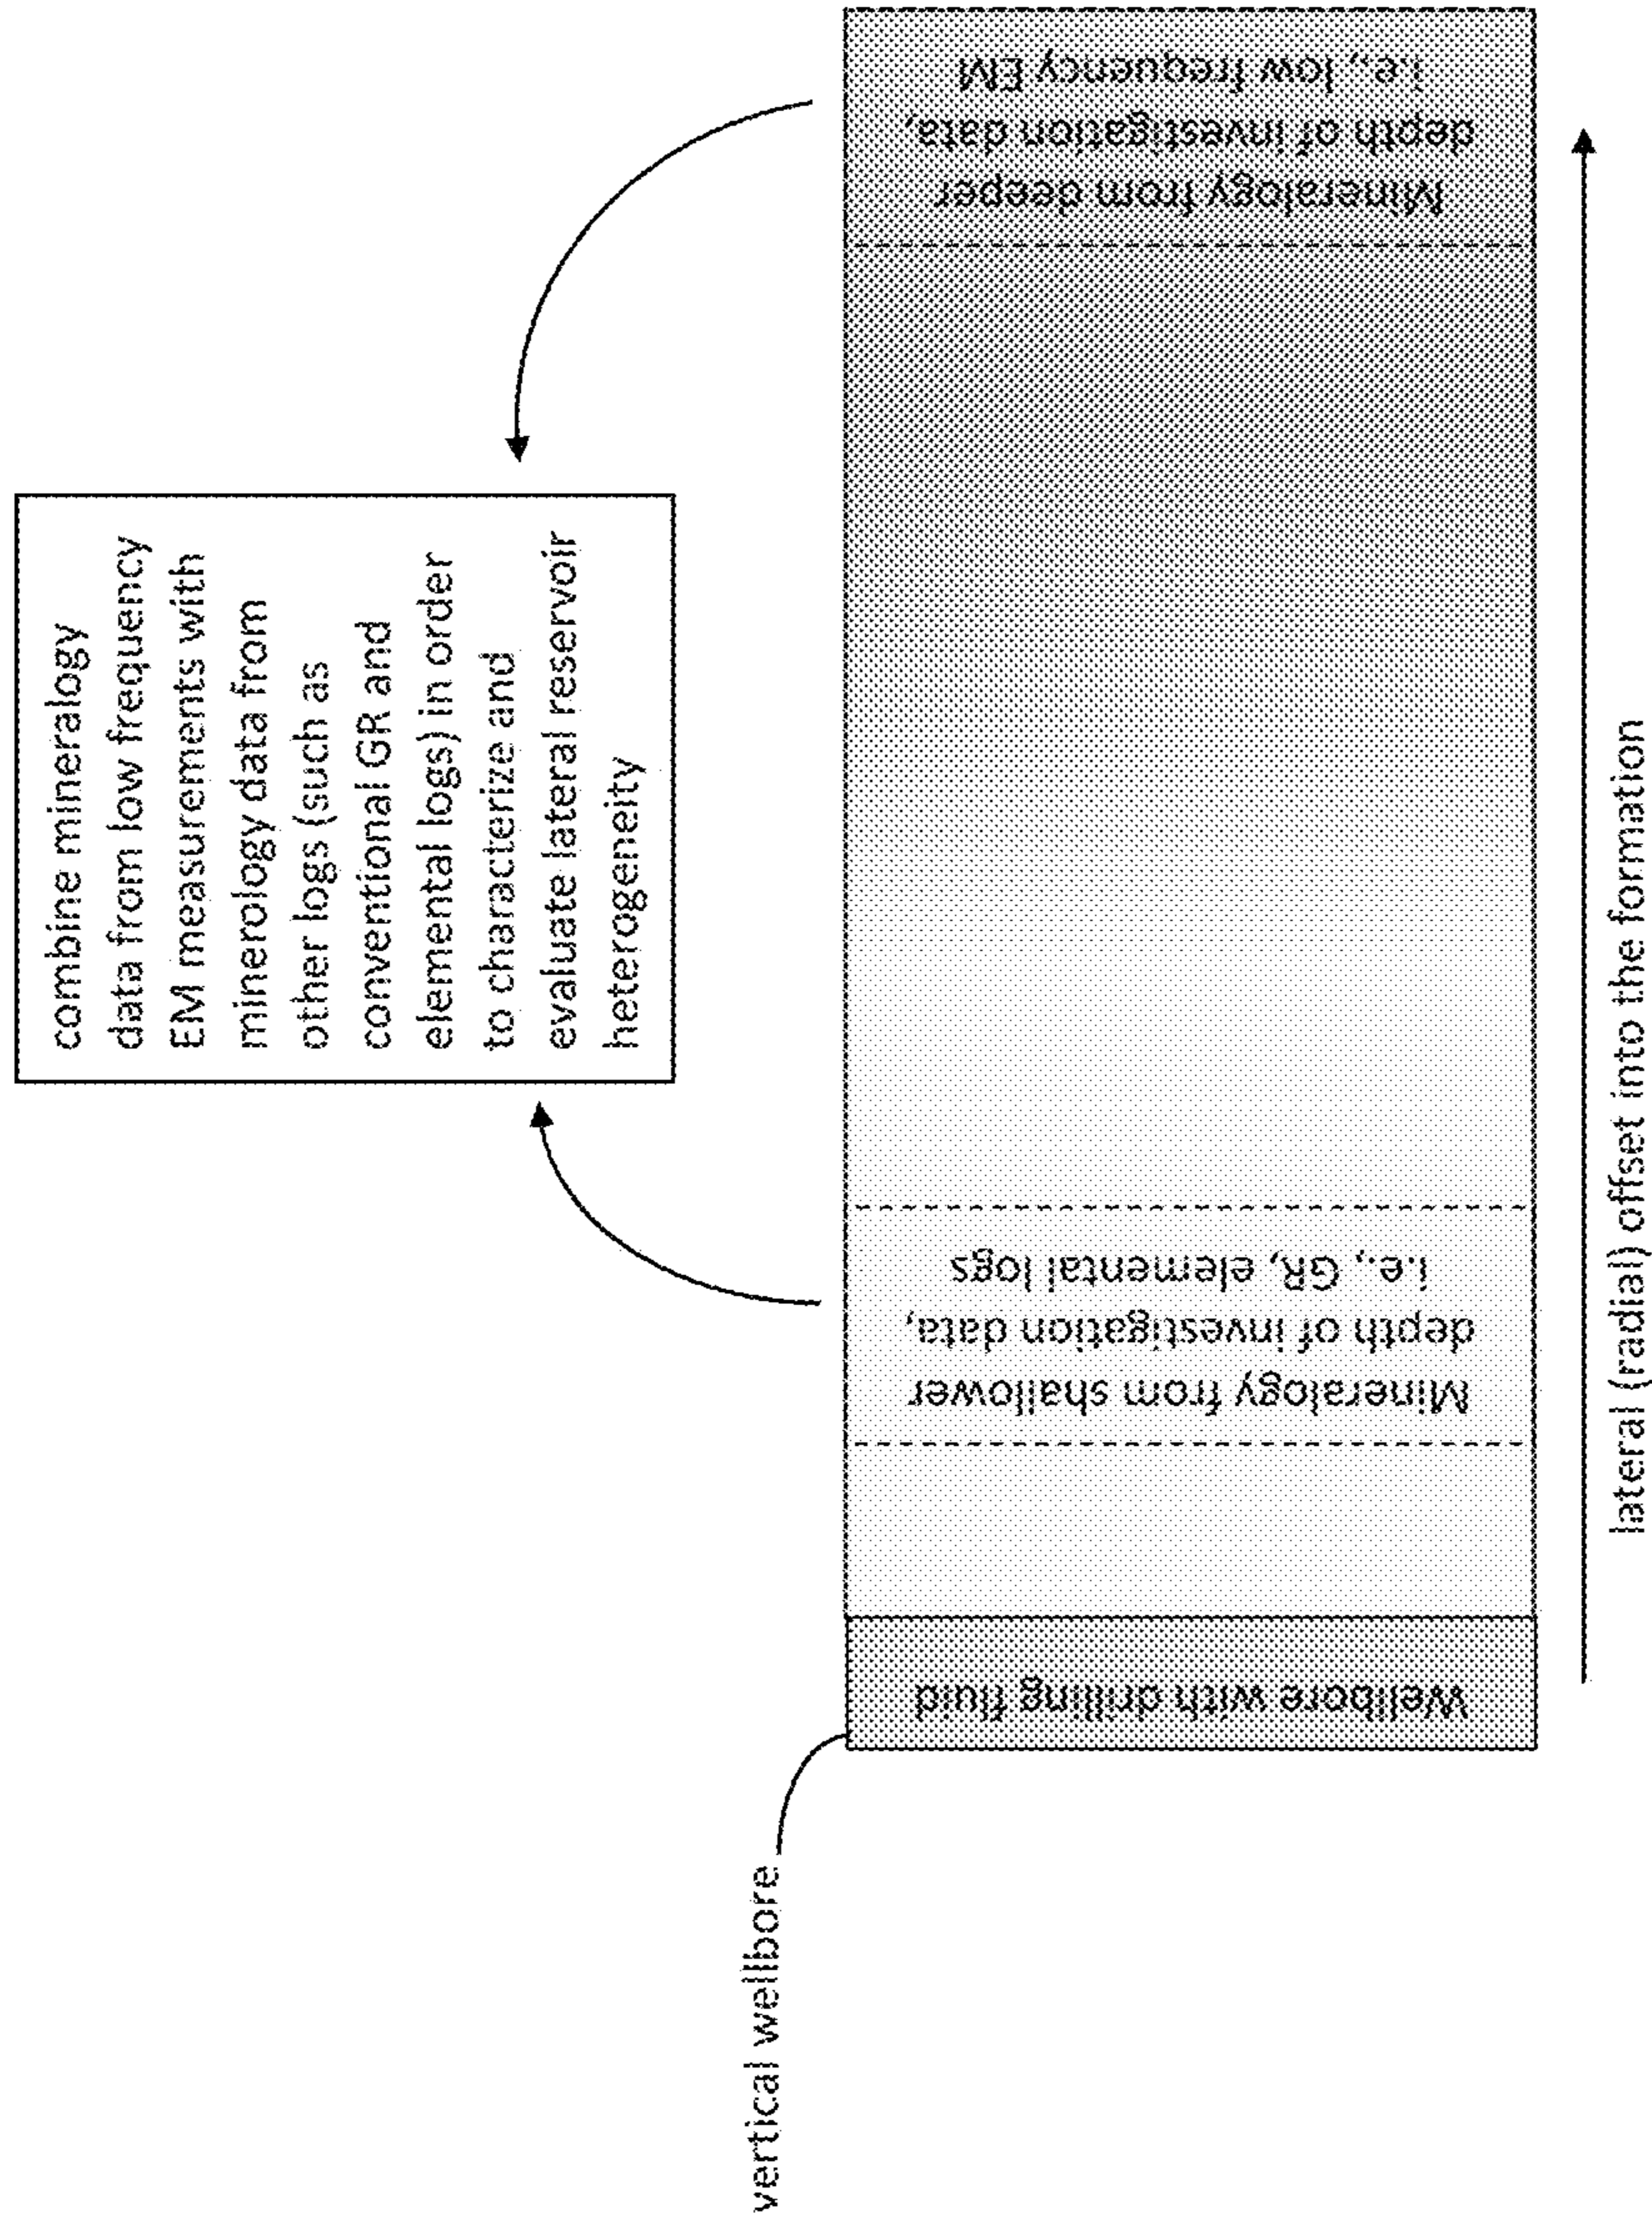 combine mineralogy
data from low frequency
EM measurements with
minerology data from
other logs (such as
conventional GR and
elemental logs) in order
to characterize and
evaluate lateral reservoir
heterogeneity
vertical wellbore
Wellbore with drilling fluid
Mineralogy from shallower
depth of investigation data,
i.e., GR, elemental logs
Mineralogy from deeper
depth of investigation data,
i.e., low frequency EM
lateral (radial) offset into the formation